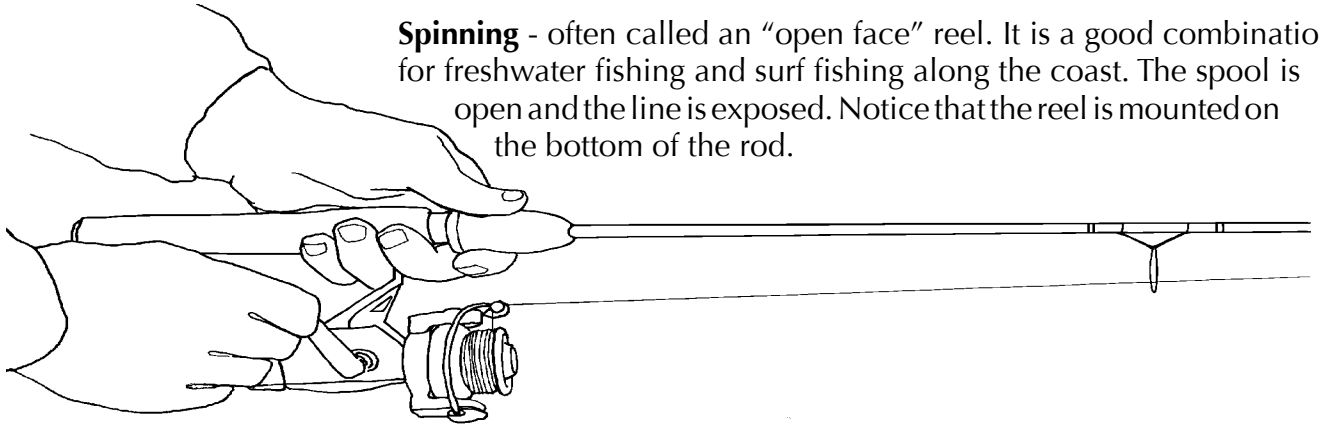 Spinning - often called an “open face” reel. It is a good combinatio
for freshwater fishing and surf fishing along the coast. The spool is
open and the line is exposed. Notice that the reel is mounted on
the bottom of the rod.